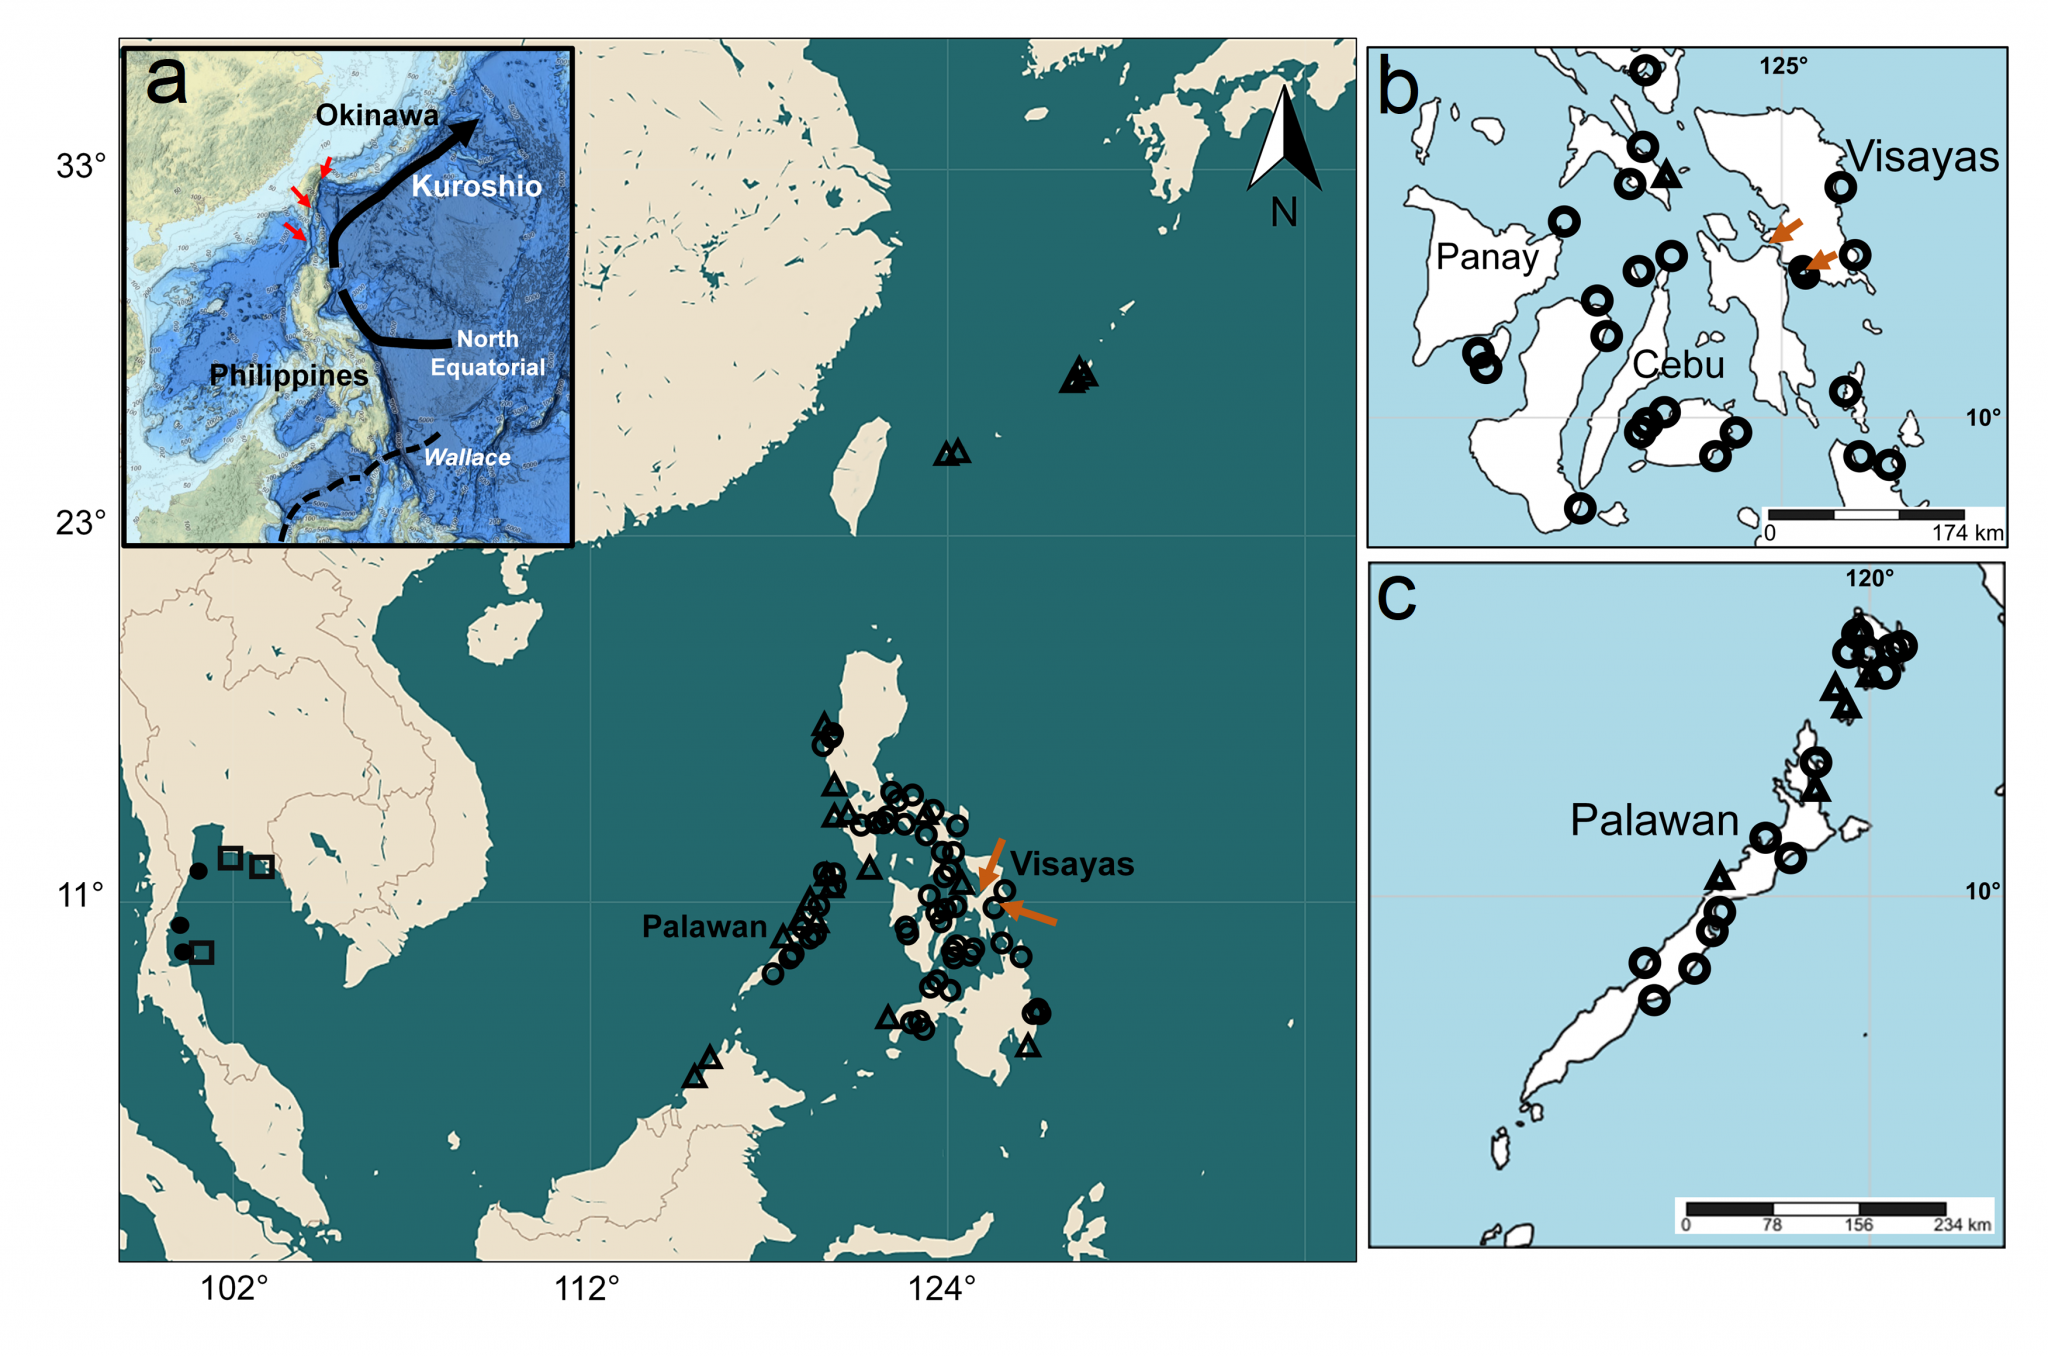 a
Okinawa
Kuroshio
North
Equatorial
Philippines
Wallace
33°
23°
11°
102°
112°
124°
N
Visayas
Palawan
b
125°
Visayas
Panay
Cebu
10°
0
174 km
c
120°
Palawan
10°
0 78 156 234 km